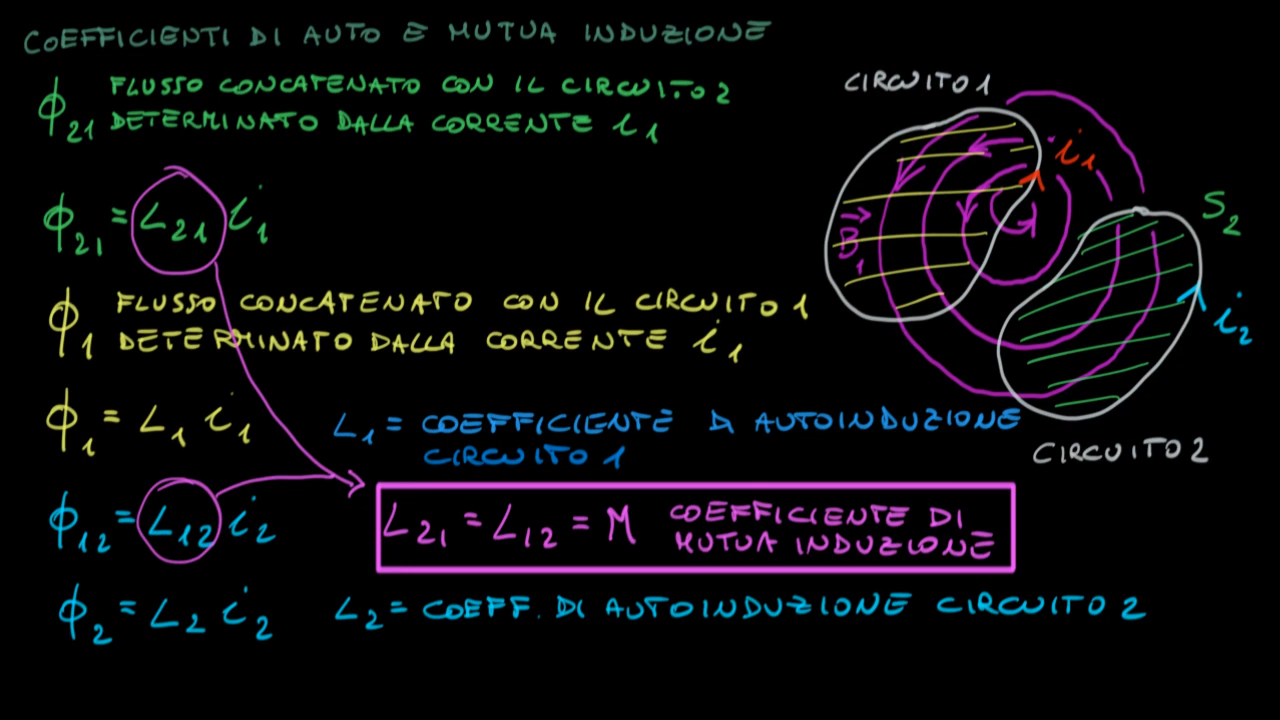 COEFFICIENTI DI AUTO E MUTUA INDUZIONE
ϕ21 FLUSSO CONCATENATO CON IL CIRCUITO 2
DETERMINATO DALLA CORRENTE i1
ϕ21 = L21 i1
ϕ1 FLUSSO CONCATENATO CON IL CIRCUITO 1
DETERMINATO DALLA CORRENTE i1
ϕ1 = L1 i1
L1 = COEFFICIENTE DI AUTOINDUZIONE
CIRCUITO 1
ϕ12 = L12 i2
L21 = L12 = M COEFFICIENTE DI
MUTUA INDUZIONE
ϕ2 = L2 i2
L2 = COEFF. DI AUTOINDUZIONE CIRCUITO 2
CIRCUITO 1
i1
B⃗1
S2
i2
CIRCUITO 2